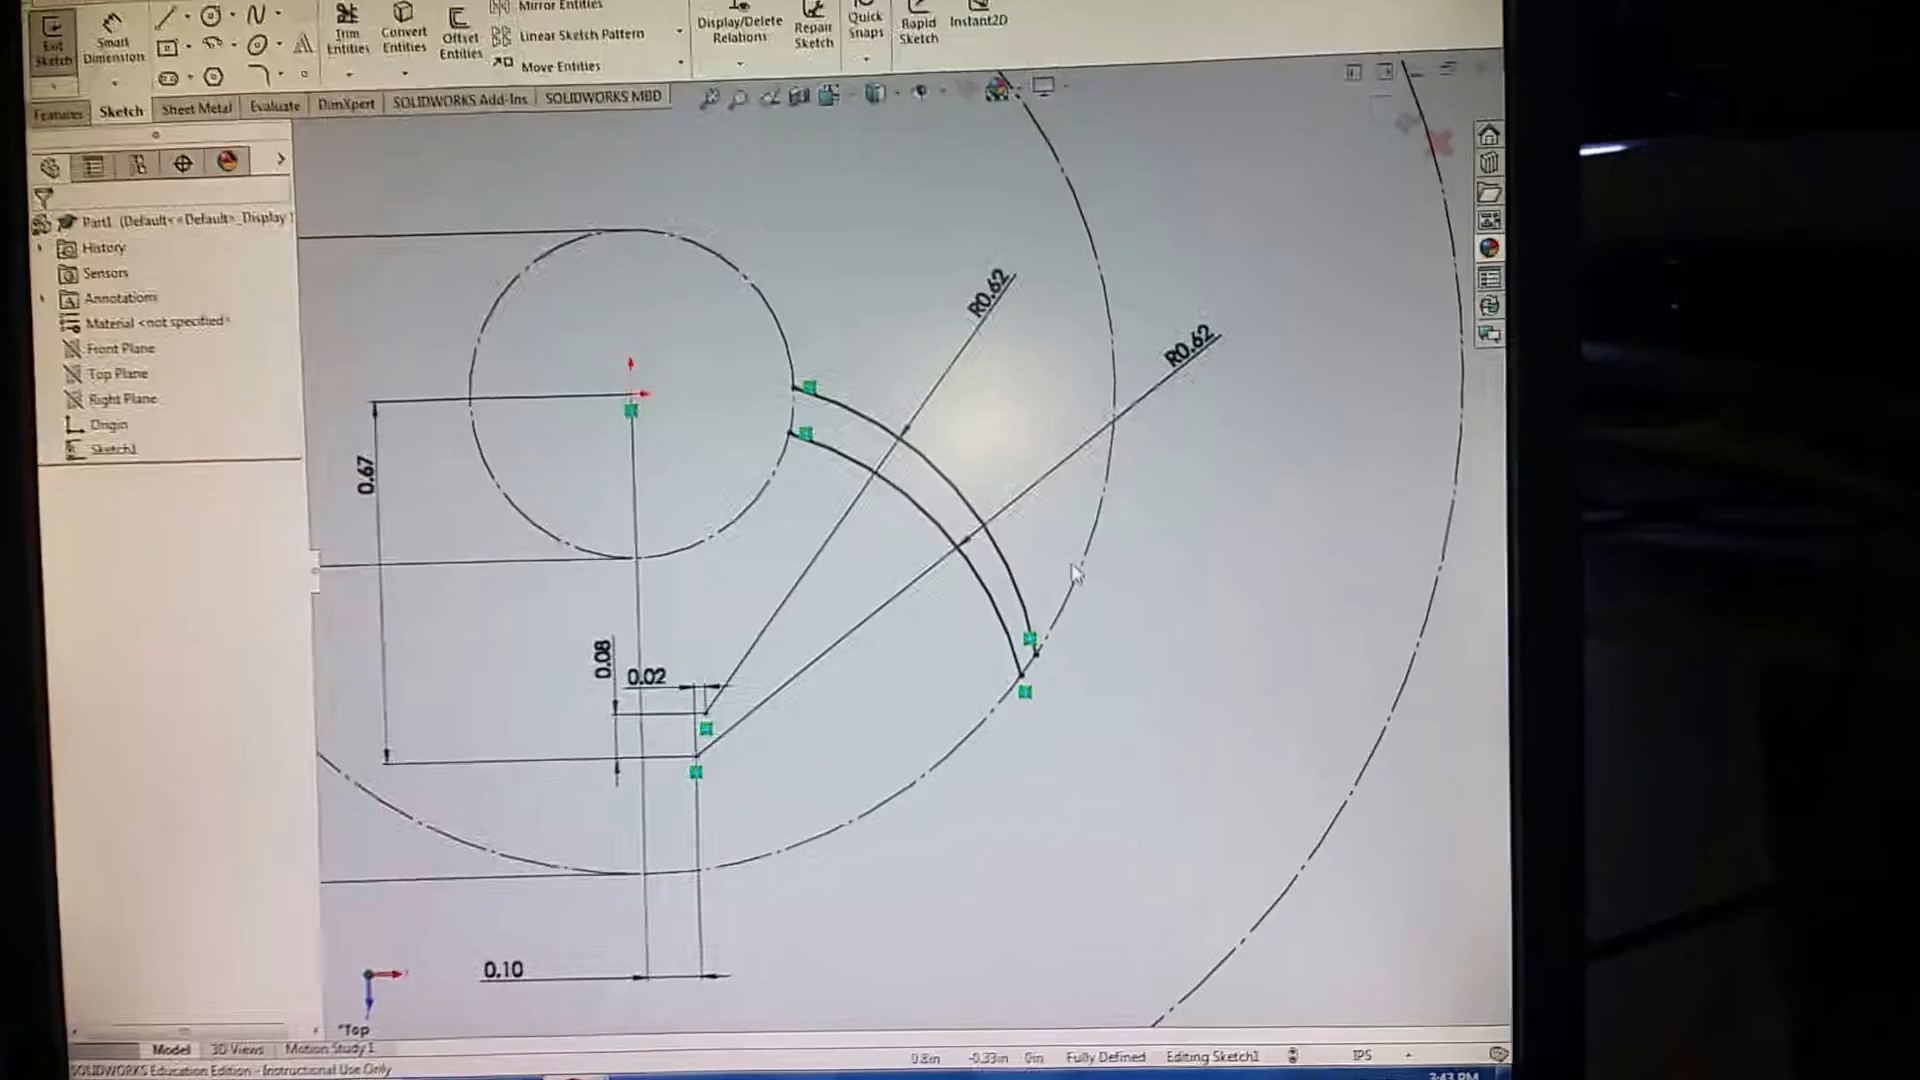 Mirror Entities
Exit
Sketch
Smart
Dimension
Trim
Entities
Convert
Entities
Offset
Entities
Linear Sketch Pattern
Move Entities
Display/Delete
Relations
Repair
Sketch
Quick
Snaps
Rapid
Sketch
Instant2D
Features
Sketch
Sheet Metal
Evaluate
DimXpert
SOLIDWORKS Add-Ins
SOLIDWORKS MBD
Part1 (Default<<Default>_Display
History
Sensors
A
Annotations
Material <not specified>
Front Plane
Top Plane
Right Plane
Origin
Sketch1
R0.62
R0.62
0.67
0.08
0.02
0.10
x
*Top
Model
3D Views
Motion Study 1
0.8in
-0.33in
0in
Fully Defined
Editing Sketch1
IPS
SOLIDWORKS Education Edition - Instructional Use Only
3:43 PM